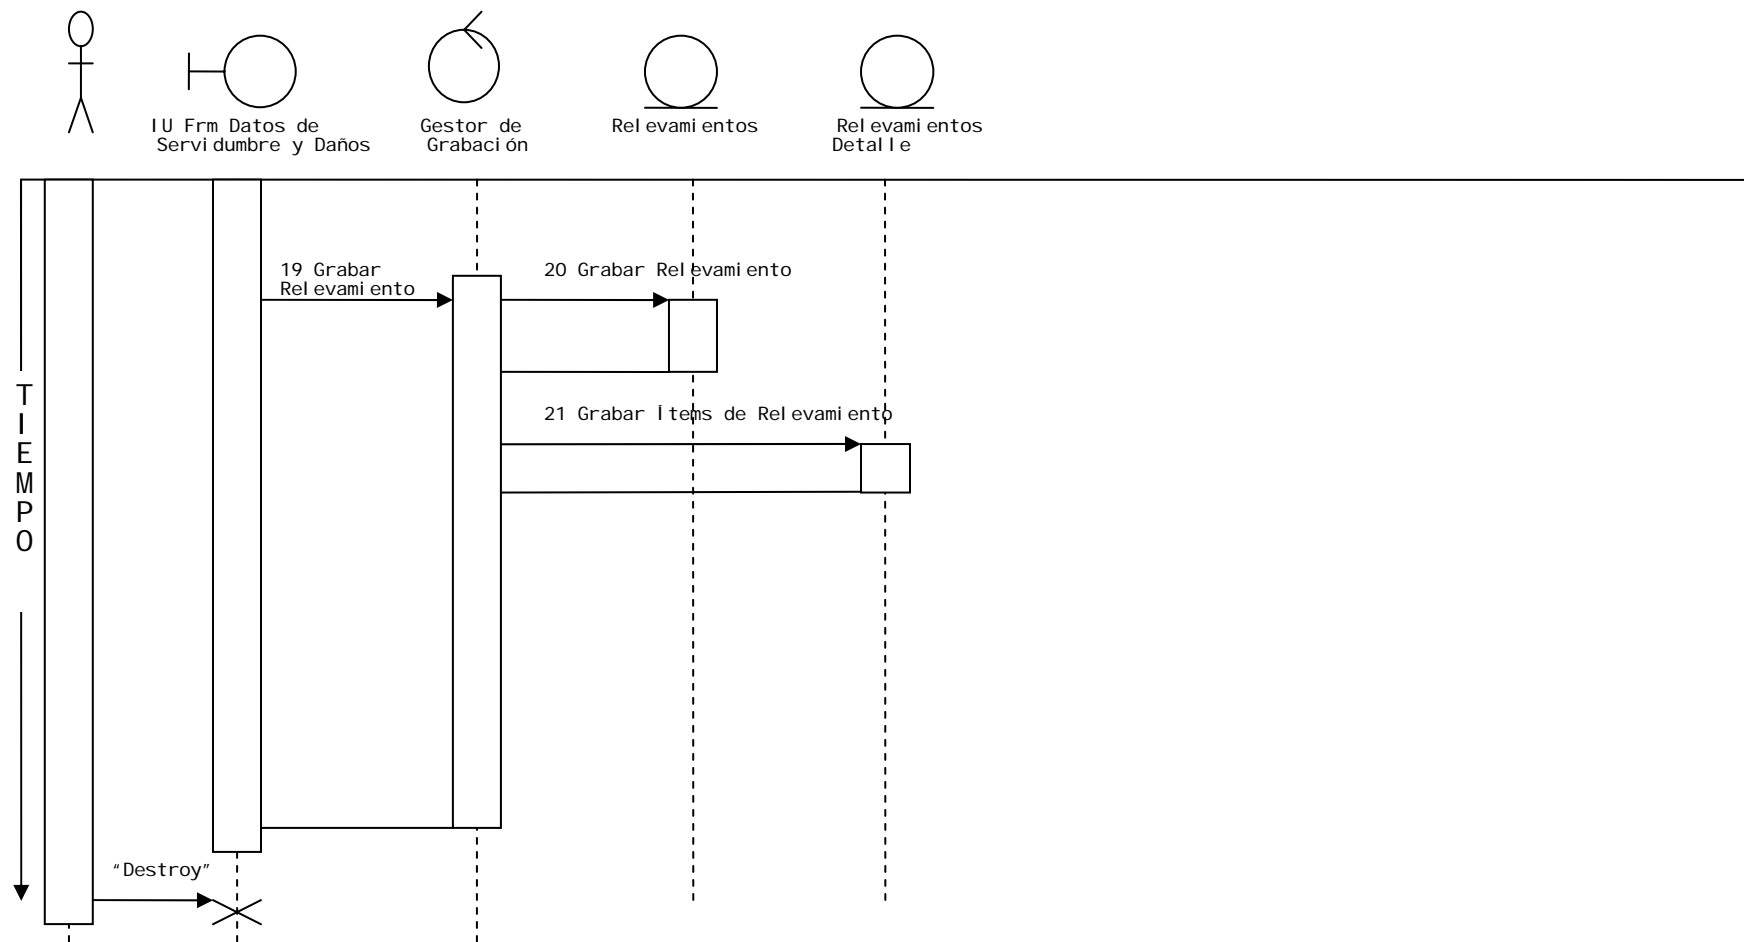 IU Frm Datos de
Servidumbre y Daños
Gestor de
Grabación
Relevamientos
Relevamientos
Detalle
19 Grabar
Relevamiento
20 Grabar Relevamiento
21 Grabar Ítems de Relevamiento
T
I
E
M
P
O
“Destroy”